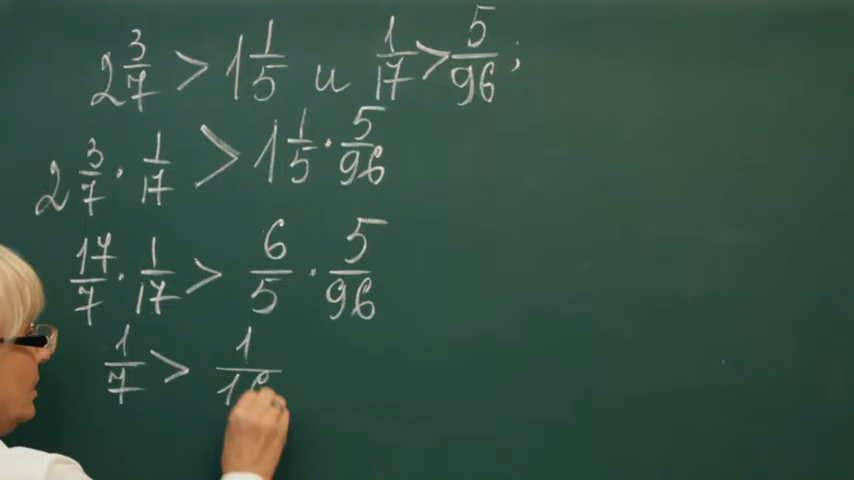 2 3/7 > 1 1/5 и 1/17 > 5/96 ;
2 3/7 · 1/17 > 1 1/5 · 5/96
17/7 · 1/17 > 6/5 · 5/96
1/7 > 1/1